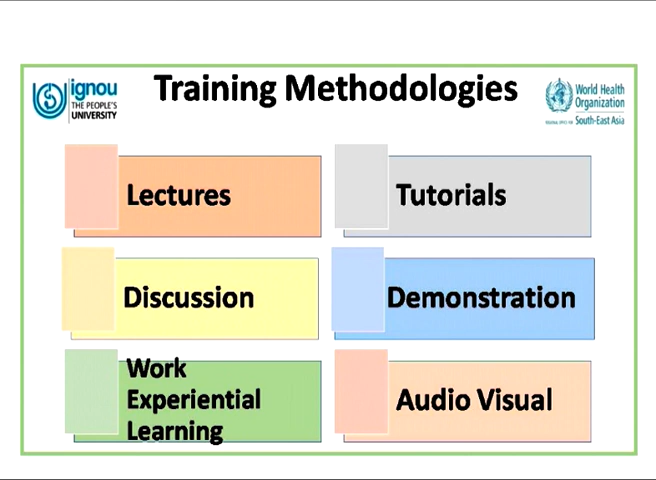 Training Methodologies
ignou
THE PEOPLE'S
UNIVERSITY
World Health
Organization
South-East Asia
Lectures
Tutorials
Discussion
Demonstration
Work
Experiential
Learning
Audio Visual